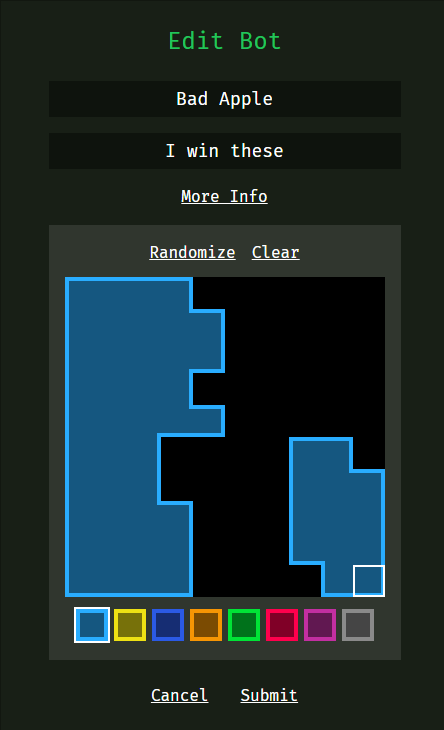 Edit Bot
Bad Apple
I win these
More Info
Randomize Clear
Cancel Submit